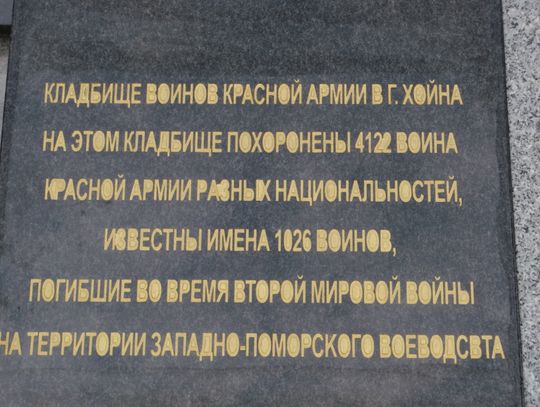 КЛАДБИЩЕ ВОИНОВ КРАСНОЙ АРМИИ В Г. ХОЙНА
НА ЭТОМ КЛАДБИЩЕ ПОХОРОНЕНЫ 4122 ВОИНА
КРАСНОЙ АРМИИ РАЗНЫХ НАЦИОНАЛЬНОСТЕЙ,
ИЗВЕСТНЫ ИМЕНА 1026 ВОИНОВ,
ПОГИБШИЕ ВО ВРЕМЯ ВТОРОЙ МИРОВОЙ ВОЙНЫ
НА ТЕРРИТОРИИ ЗАПАДНО-ПОМОРСКОГО ВОЕВОДСВТА